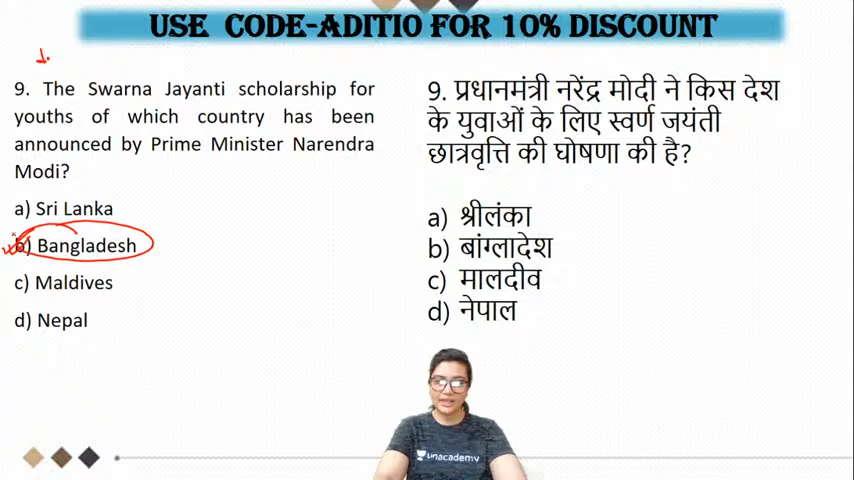 USE CODE-ADITIO FOR 10% DISCOUNT
1.
9. The Swarna Jayanti scholarship for
youths of which country has been
announced by Prime Minister Narendra
Modi?
a) Sri Lanka
b) Bangladesh
c) Maldives
d) Nepal
9. प्रधानमंत्री नरेंद्र मोदी ने किस देश
के युवाओं के लिए स्वर्ण जयंती
छात्रवृत्ति की घोषणा की है?
a) श्रीलंका
b) बांग्लादेश
c) मालदीव
d) नेपाल
unacademy